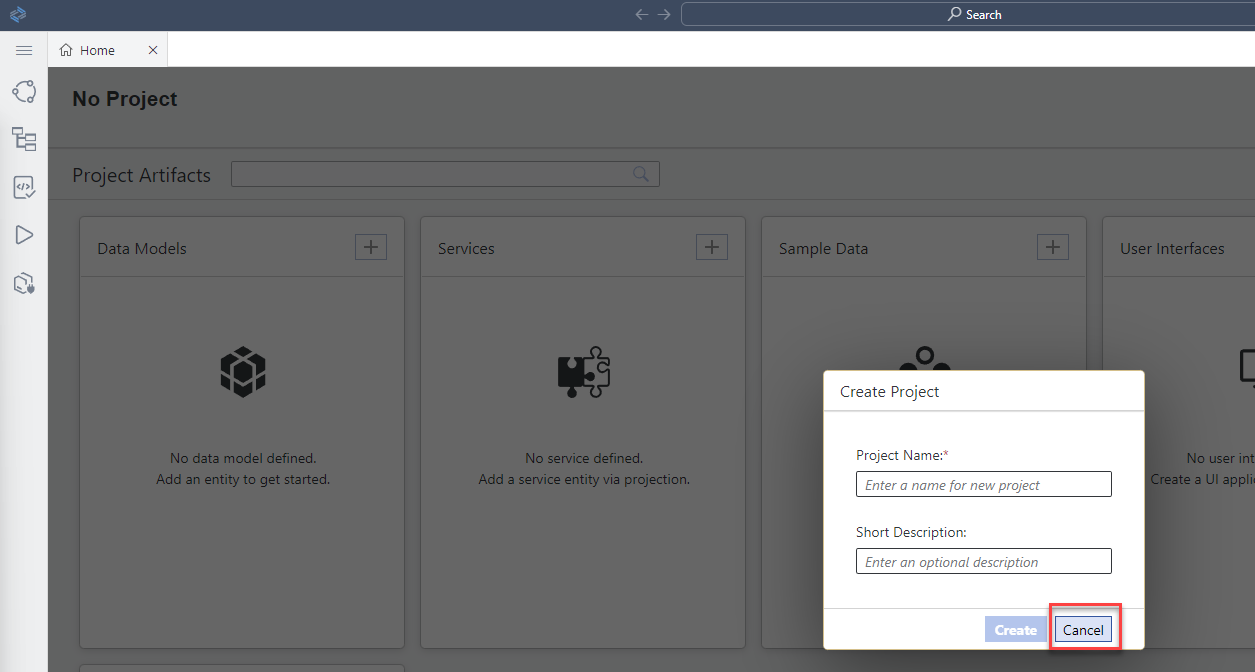 Search
Home
No Project
Project Artifacts
Data Models
Services
Sample Data
User Interfaces
No data model defined.
Add an entity to get started.
No service defined.
Add a service entity via projection.
No user
Create a UI
Create Project
Project Name:*
Enter a name for new project
Short Description:
Enter an optional description
Create
Cancel